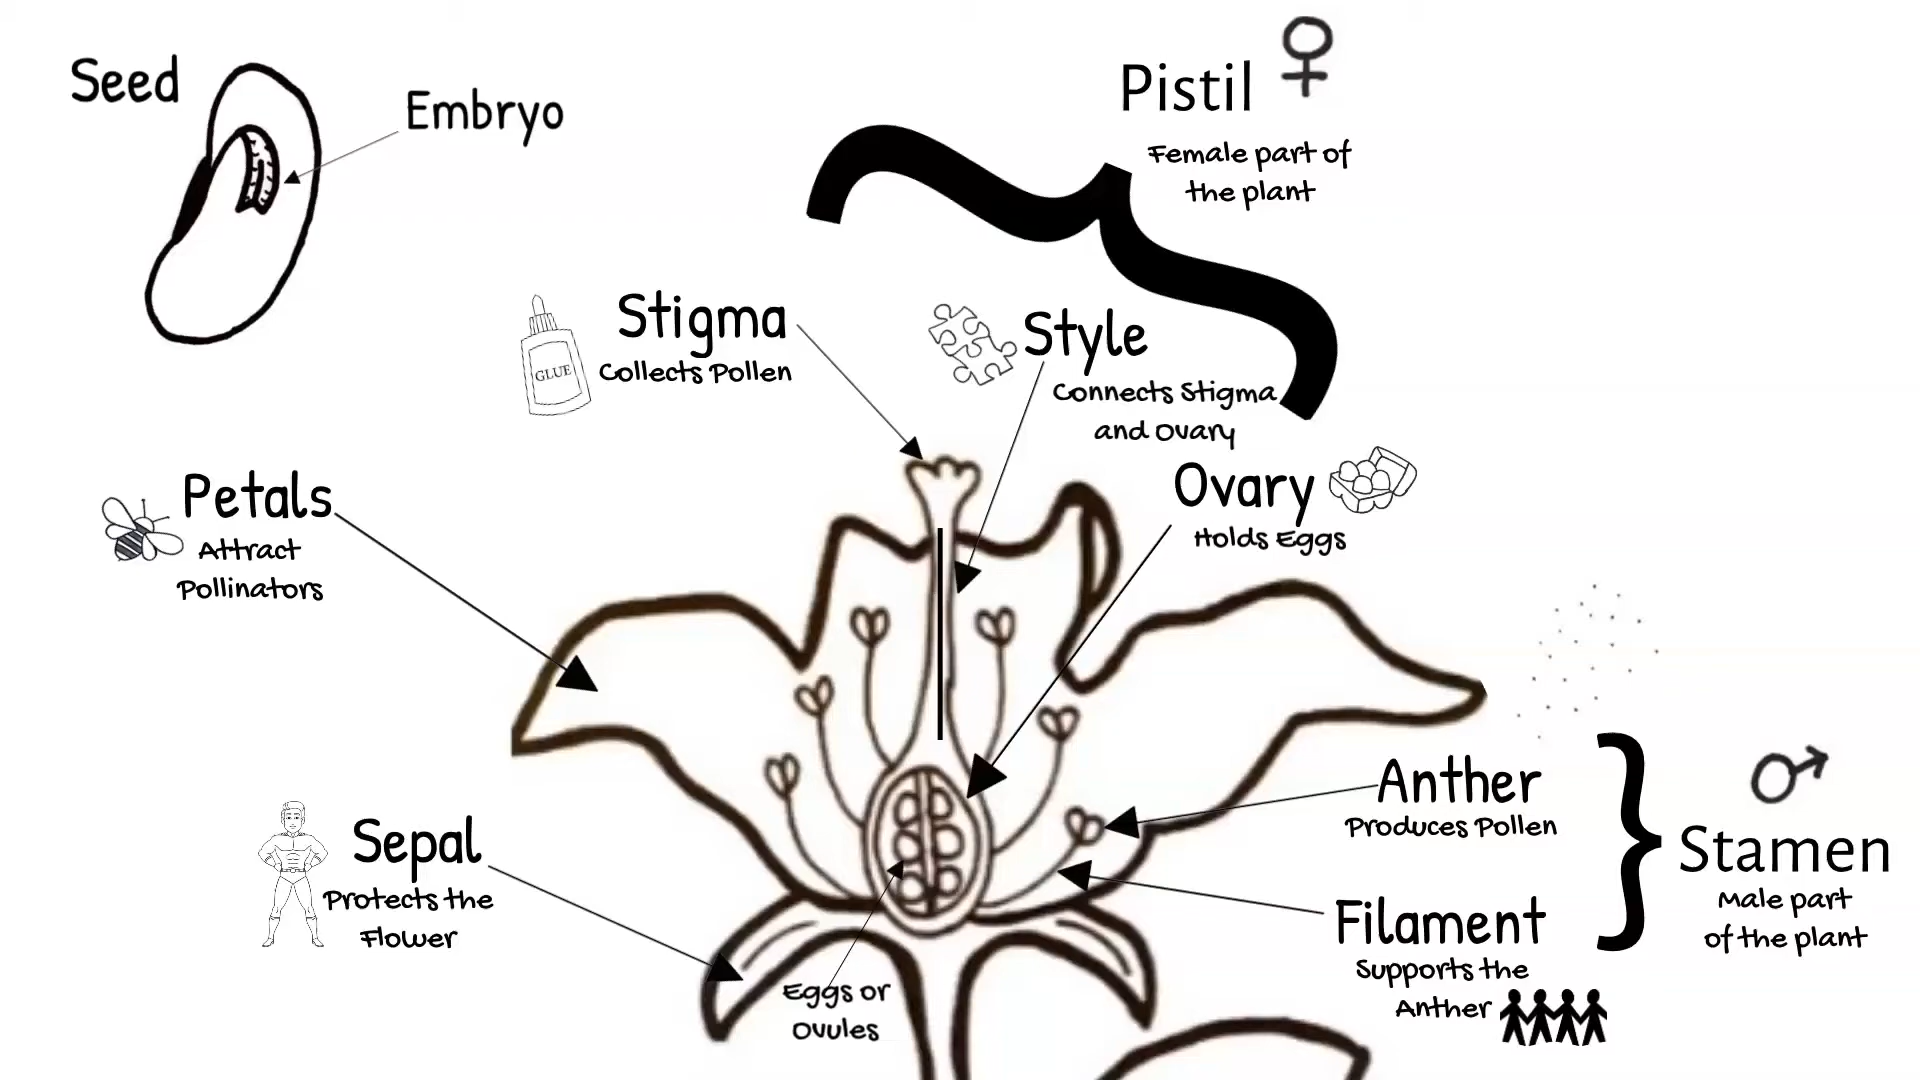 Seed
Embryo
Pistil
Female part of
the plant
Stigma
Collects Pollen
GLUE
Style
Connects Stigma
and Ovary
Ovary
Holds Eggs
Petals
Attract
Pollinators
Sepal
Protects the
Flower
Eggs or
Ovules
Anther
Produces Pollen
Filament
Supports the
Anther
Stamen
Male part
of the plant